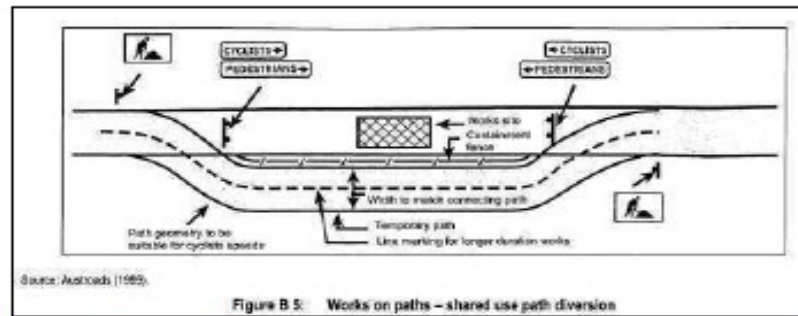 CYCLISTS→
PEDESTRIANS→
←CYCLISTS
←PEDESTRIANS
Works site
Containment
fence
Width to match connecting path
Temporary path
Line marking for longer duration works
Path geometry to be
suitable for cyclists speeds
Source: Austroads (1999).
Figure B 5: Works on paths – shared use path diversion